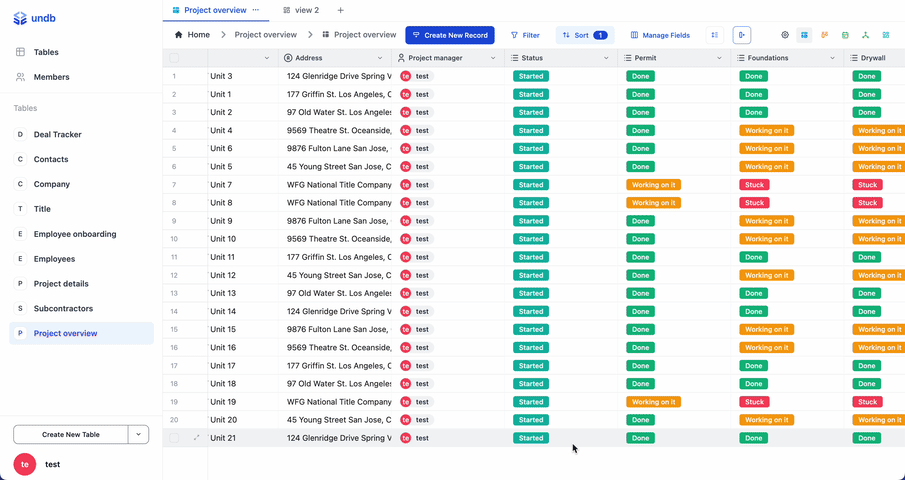 undb
Project overview ··· view 2 +
Home > Project overview > Project overview Create New Record Filter Sort 1 Manage Fields
Tables
Members
Tables
D Deal Tracker
C Contacts
C Company
T Title
E Employee onboarding
E Employees
P Project details
S Subcontractors
P Project overview
Create New Table
te test
Address Project manager Status Permit Foundations Drywall
1 Unit 3 124 Glenridge Drive Spring V te test Started Done Done Done
2 Unit 1 177 Griffin St. Los Angeles, C te test Started Done Done Done
3 Unit 2 97 Old Water St. Los Angeles te test Started Done Done Done
4 Unit 4 9569 Theatre St. Oceanside, te test Started Done Working on it Working on it
5 Unit 6 9876 Fulton Lane San Jose, te test Started Done Working on it Working on it
6 Unit 5 45 Young Street San Jose, C te test Started Done Working on it Working on it
7 Unit 7 WFG National Title Company te test Started Working on it Stuck Stuck
8 Unit 8 WFG National Title Company te test Started Working on it Stuck Stuck
9 Unit 9 9876 Fulton Lane San Jose, te test Started Done Working on it Working on it
10 Unit 10 9569 Theatre St. Oceanside, te test Started Done Working on it Working on it
11 Unit 11 177 Griffin St. Los Angeles, C te test Started Done Done Done
12 Unit 12 45 Young Street San Jose, C te test Started Done Working on it Working on it
13 Unit 13 97 Old Water St. Los Angeles te test Started Done Done Done
14 Unit 14 124 Glenridge Drive Spring V te test Started Done Done Done
15 Unit 15 9876 Fulton Lane San Jose, te test Started Done Working on it Working on it
16 Unit 16 9569 Theatre St. Oceanside, te test Started Done Working on it Working on it
17 Unit 17 177 Griffin St. Los Angeles, C te test Started Done Done Done
18 Unit 18 97 Old Water St. Los Angeles te test Started Done Done Done
19 Unit 19 WFG National Title Company te test Started Working on it Stuck Stuck
20 Unit 20 45 Young Street San Jose, C te test Started Done Working on it Working on it
Unit 21 124 Glenridge Drive Spring V te test Started Done Done Done